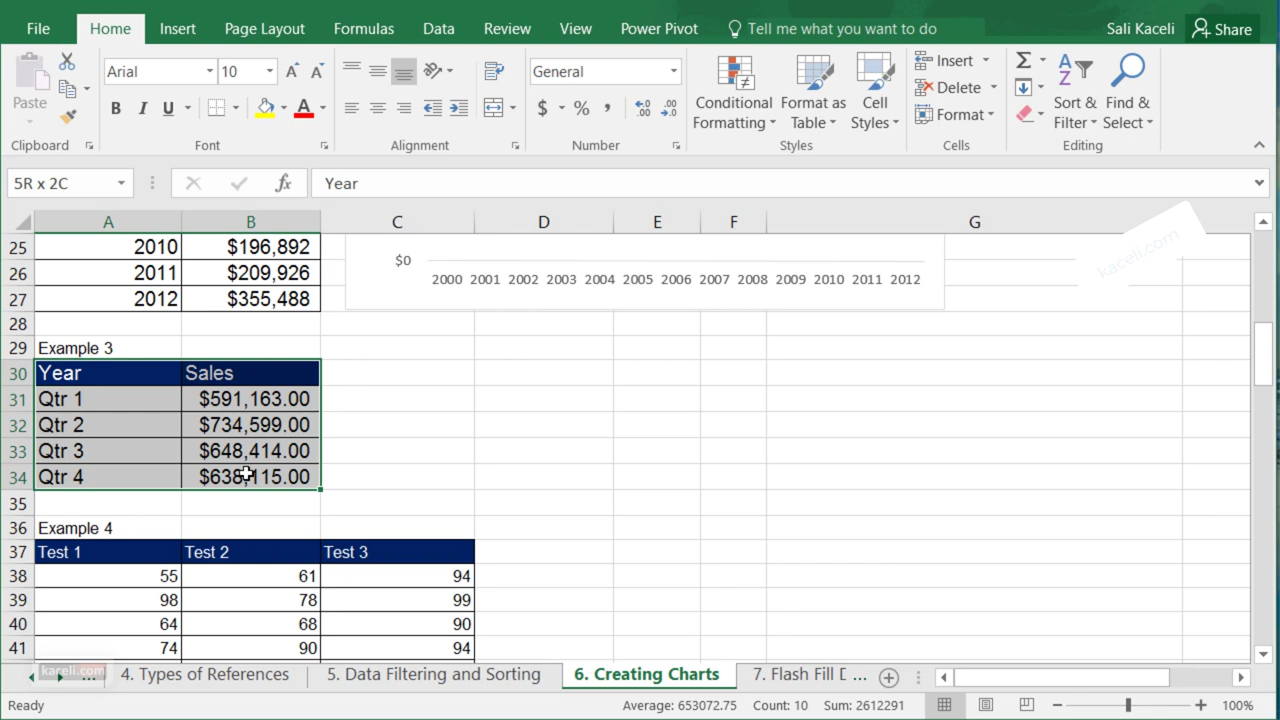 File Home Insert Page Layout Formulas Data Review View Power Pivot Tell me what you want to do Sali Kaceli Share
Paste
Arial 10
General
$ % ,
Conditional Formatting
Format as Table
Cell Styles
Insert
Delete
Format
Sort & Filter
Find & Select
Clipboard Font Alignment Number Styles Cells Editing
5R x 2C fx Year
A B C D E F G
25 2010 $196,892 $0
26 2011 $209,926 2000 2001 2002 2003 2004 2005 2006 2007 2008 2009 2010 2011 2012
27 2012 $355,488
kaceli.com
28
29 Example 3
30 Year Sales
31 Qtr 1 $591,163.00
32 Qtr 2 $734,599.00
33 Qtr 3 $648,414.00
34 Qtr 4 $638,115.00
35
36 Example 4
37 Test 1 Test 2 Test 3
38 55 61 94
39 98 78 99
40 64 68 90
41 74 90 94
kaceli.com
... 4. Types of References 5. Data Filtering and Sorting 6. Creating Charts 7. Flash Fill D ...
Ready Average: 653072.75 Count: 10 Sum: 2612291 100%